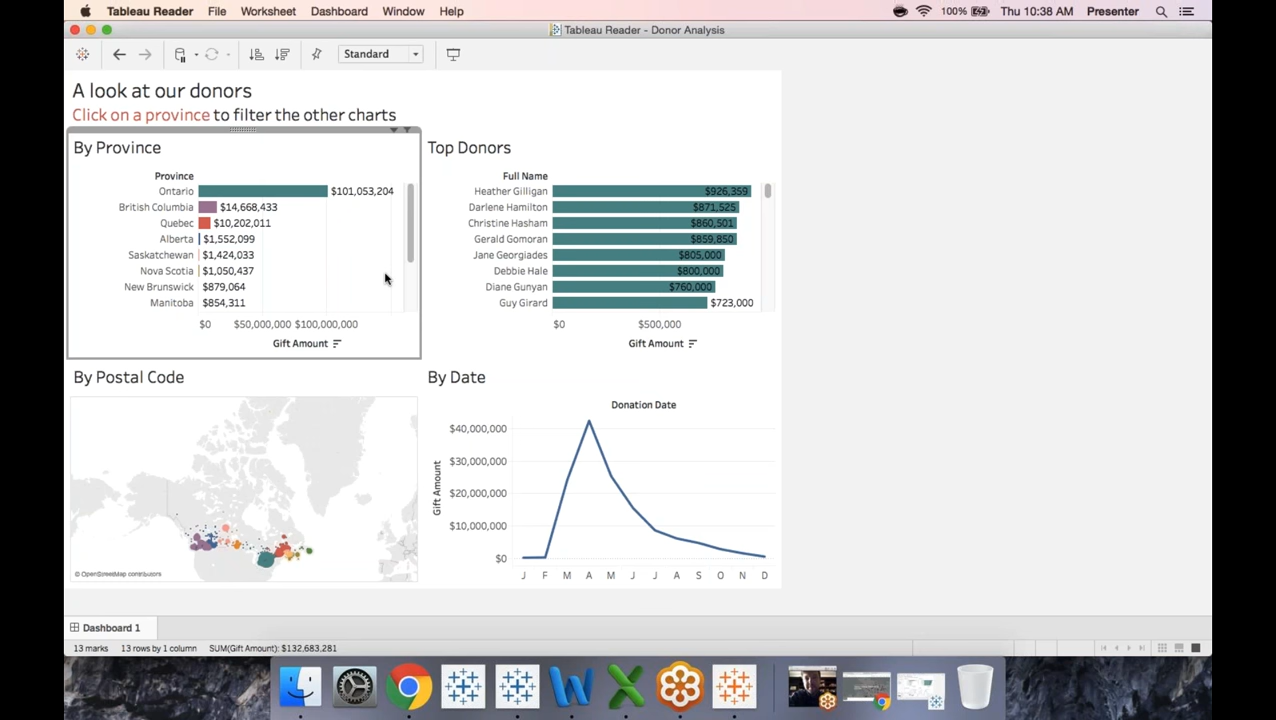 Tableau Reader File Worksheet Dashboard Window Help 100% Thu 10:38 AM Presenter
Tableau Reader - Donor Analysis
Standard
A look at our donors
Click on a province to filter the other charts
By Province
Province
Ontario $101,053,204
British Columbia $14,668,433
Quebec $10,202,011
Alberta $1,552,099
Saskatchewan $1,424,033
Nova Scotia $1,050,437
New Brunswick $879,064
Manitoba $854,311
$0 $50,000,000 $100,000,000
Gift Amount
Top Donors
Full Name
Heather Gilligan $926,359
Darlene Hamilton $871,525
Christine Hasham $860,501
Gerald Gomoran $859,850
Jane Georgiades $805,000
Debbie Hale $800,000
Diane Gunyan $760,000
Guy Girard $723,000
$0 $500,000
Gift Amount
By Postal Code
© OpenStreetMap contributors
By Date
Donation Date
$40,000,000
$30,000,000
$20,000,000
$10,000,000
$0
Gift Amount
J F M A M J J A S O N D
Dashboard 1
13 marks 13 rows by 1 column SUM(Gift Amount): $132,683,281